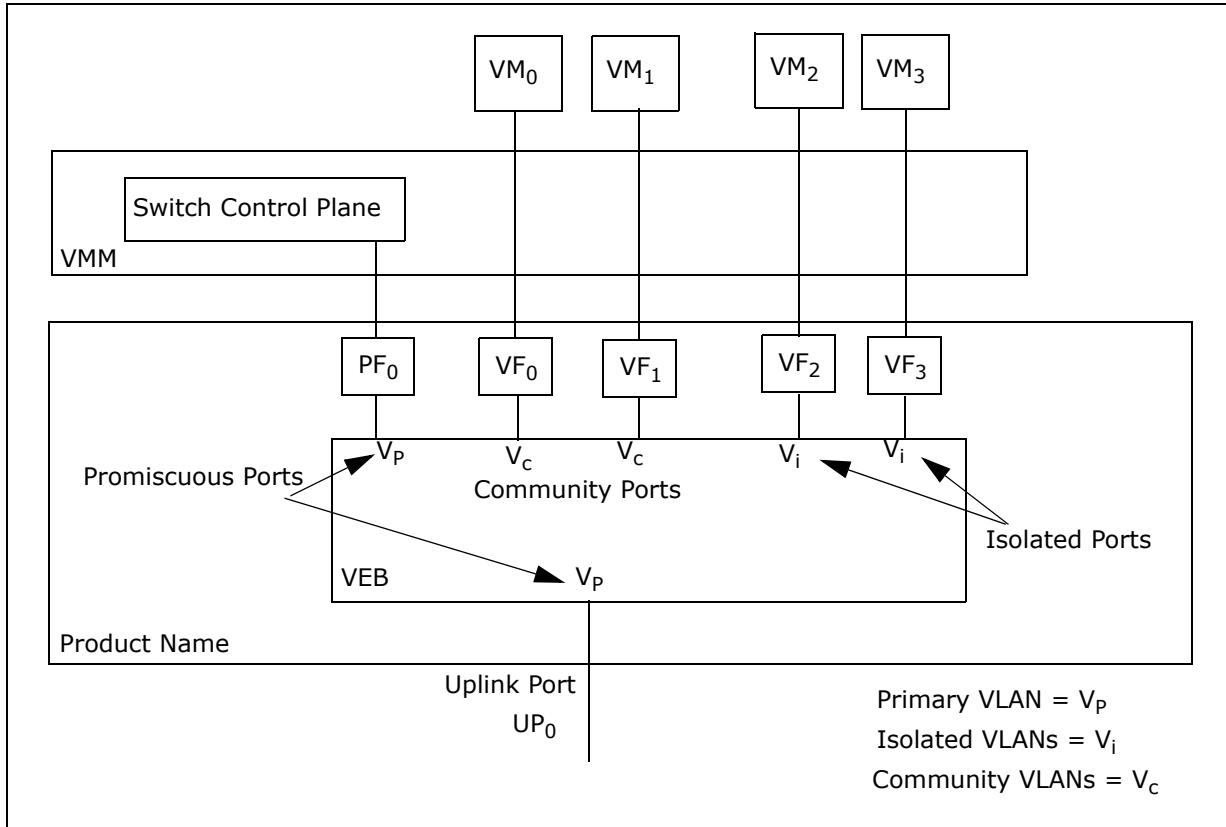 VM0
VM1
VM2
VM3
Switch Control Plane
VMM
PF0
VF0
VF1
VF2
VF3
VP
Vc
Vc
Vi
Vi
Promiscuous Ports
Community Ports
Isolated Ports
VP
VEB
Product Name
Uplink Port
UP0
Primary VLAN = VP
Isolated VLANs = Vi
Community VLANs = Vc